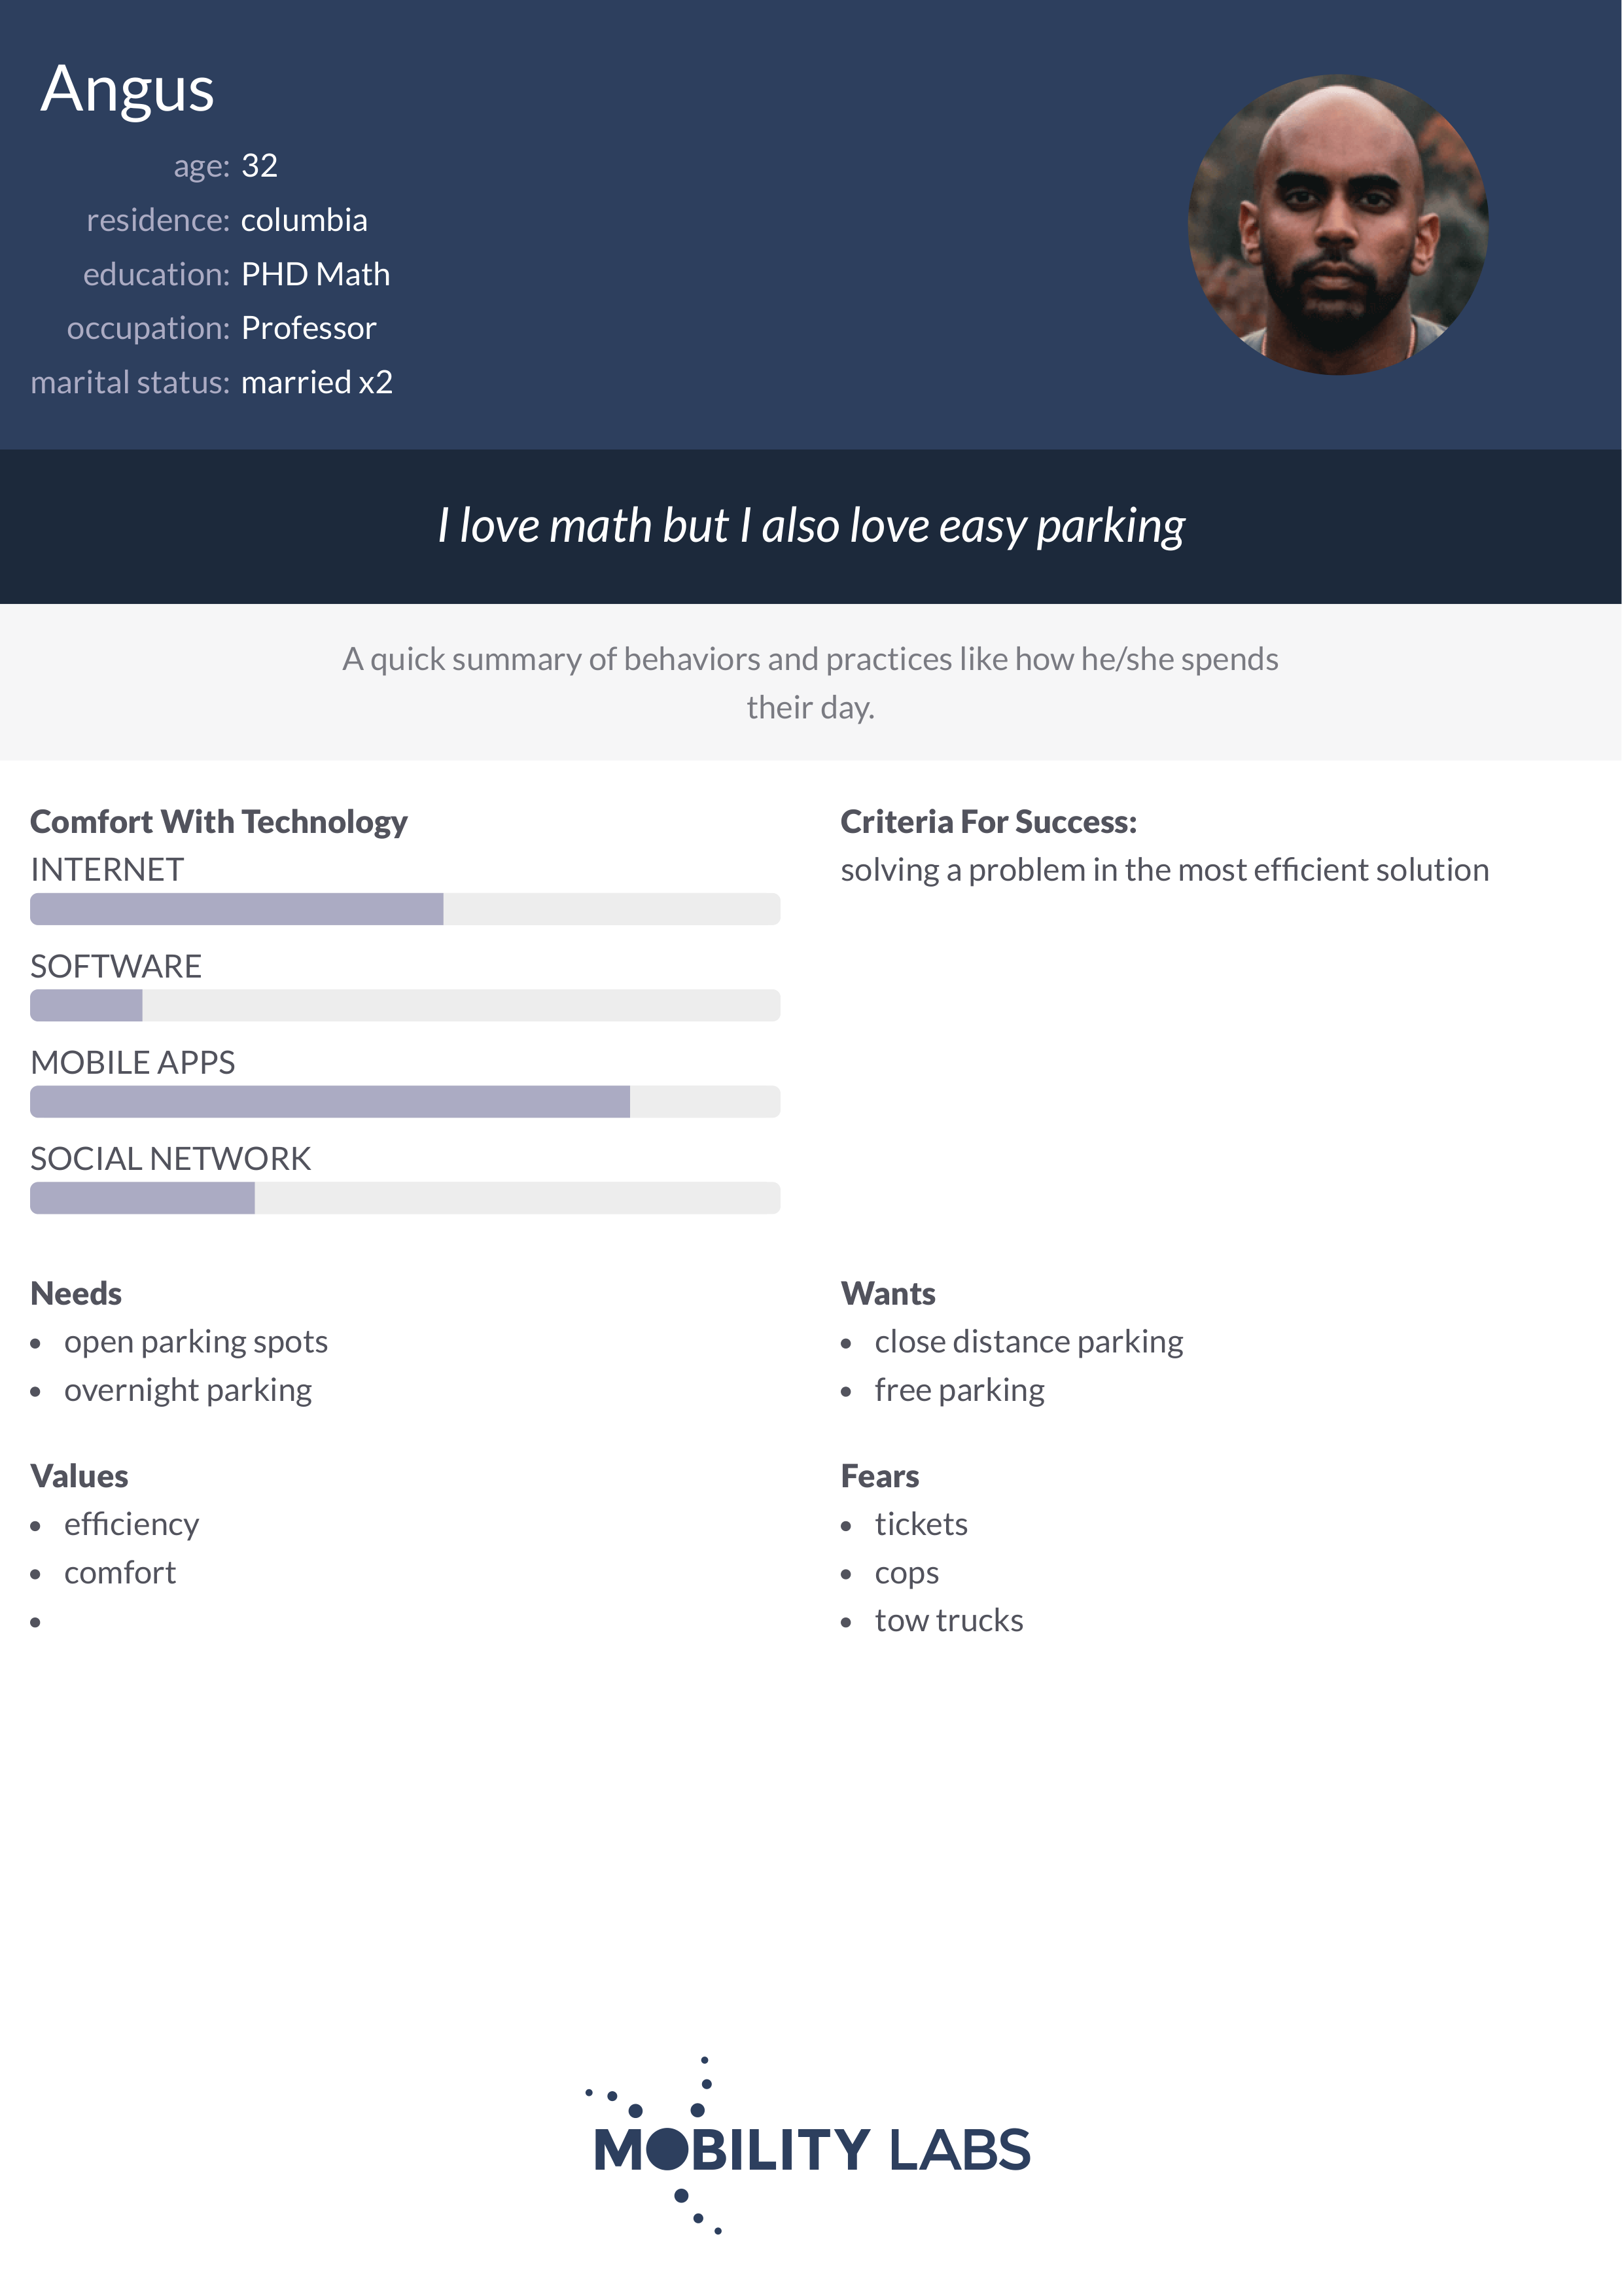 Angus
age: 32
residence: columbia
education: PHD Math
occupation: Professor
marital status: married x2
I love math but I also love easy parking
A quick summary of behaviors and practices like how he/she spends
their day.
Comfort With Technology
INTERNET
SOFTWARE
MOBILE APPS
SOCIAL NETWORK
Criteria For Success:
solving a problem in the most efficient solution
Needs
• open parking spots
• overnight parking
Wants
• close distance parking
• free parking
Values
• efficiency
• comfort
•
Fears
• tickets
• cops
• tow trucks
MOBILITY LABS